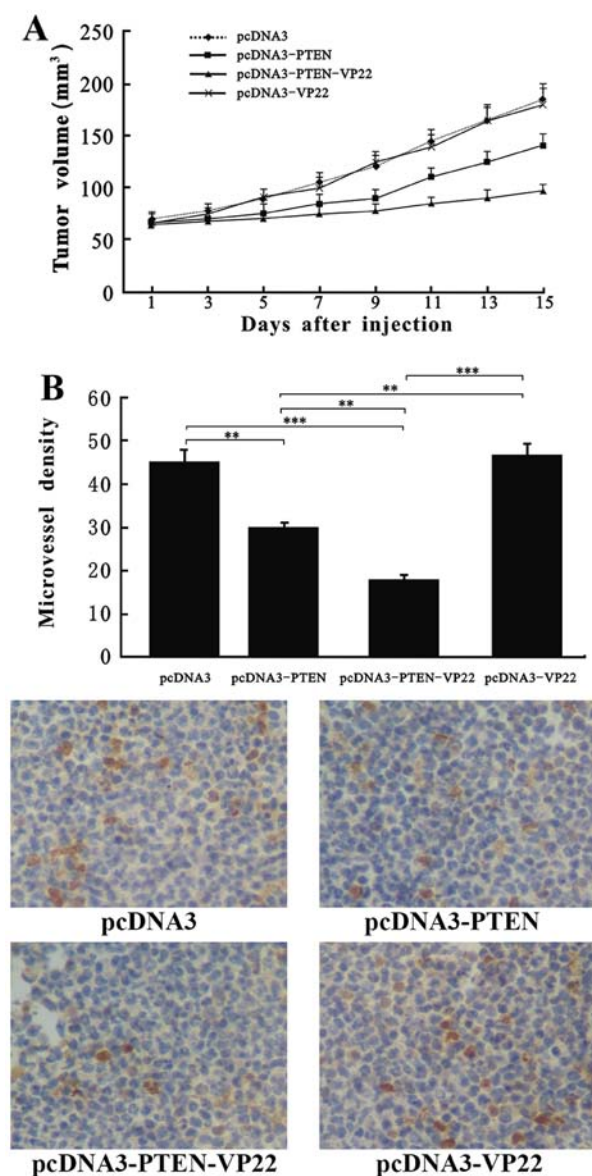 A
250
200
150
100
50
0
Tumor volume (mm³)
pcDNA3
pcDNA3-PTEN
pcDNA3-PTEN-VP22
pcDNA3-VP22
1 3 5 7 9 11 13 15
Days after injection
B
60
50
40
30
20
10
0
Microvessel density
***
**
**
***
**
pcDNA3 pcDNA3-PTEN pcDNA3-PTEN-VP22 pcDNA3-VP22
pcDNA3 pcDNA3-PTEN
pcDNA3-PTEN-VP22 pcDNA3-VP22